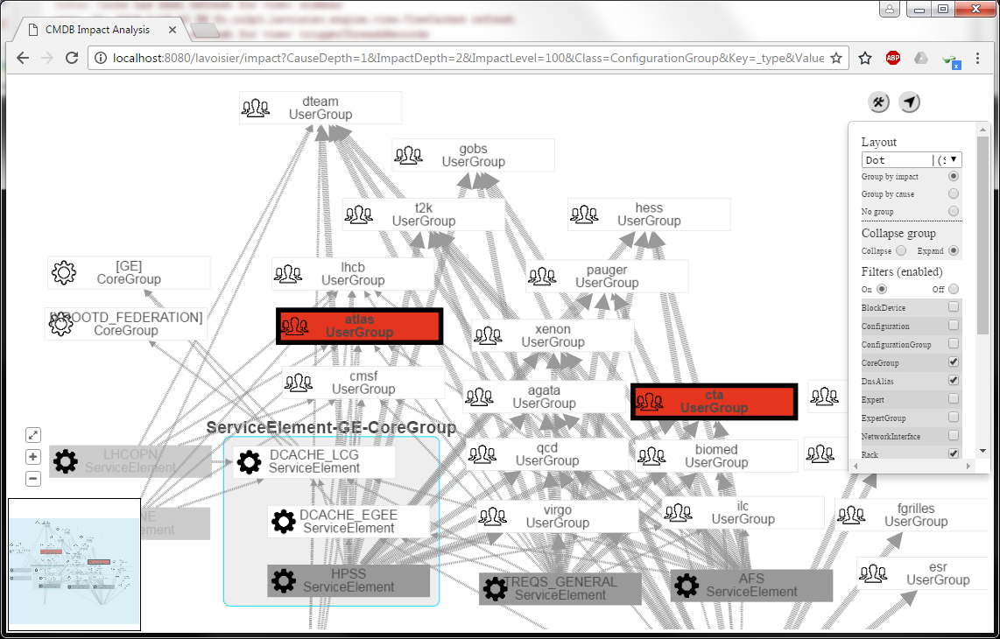 CMDB Impact Analysis
localhost:8080/lavoisier/impact?CauseDepth=1&ImpactDepth=2&ImpactLevel=100&Class=ConfigurationGroup&Key=_type&Value
ABP
x
dteam
UserGroup
gobs
UserGroup
t2k
UserGroup
hess
UserGroup
[GE]
CoreGroup
lhcb
UserGroup
pauger
UserGroup
ROOTD_FEDERATION]
CoreGroup
atlas
UserGroup
xenon
UserGroup
cmsf
UserGroup
agata
UserGroup
cta
UserGroup
ServiceElement-GE-CoreGroup
LHCOPN
ServiceElement
DCACHE_LCG
ServiceElement
qcd
UserGroup
biomed
UserGroup
DCACHE_EGEE
ServiceElement
virgo
UserGroup
ilc
UserGroup
fgrilles
UserGroup
NE
ement
HPSS
ServiceElement
TREQS_GENERAL
ServiceElement
AFS
ServiceElement
esr
UserGroup
Layout
Dot |(S
Group by impact
Group by cause
No group
Collapse group
Collapse Expand
Filters (enabled)
On Off
BlockDevice
Configuration
ConfigurationGroup
CoreGroup
DnsAlias
Expert
ExpertGroup
NetworkInterface
Rack